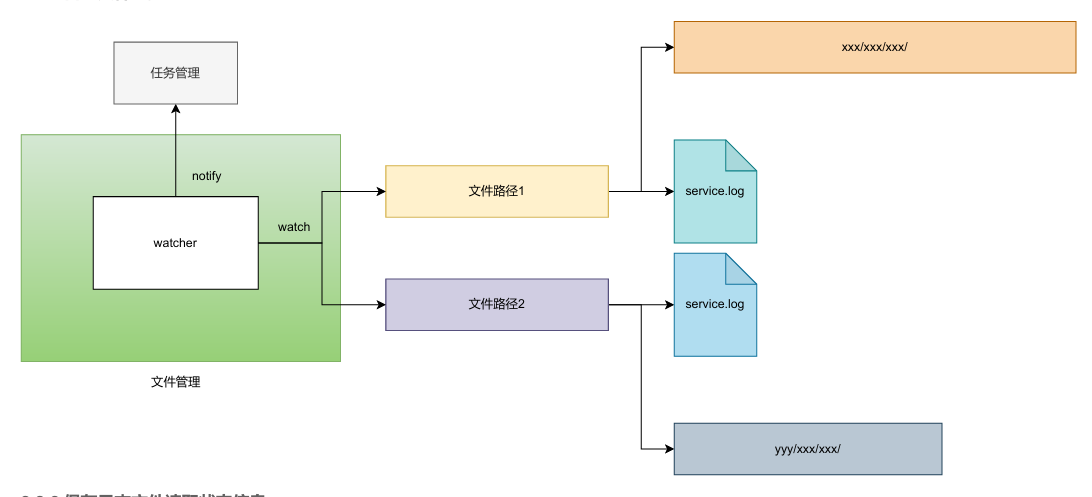 任务管理
notify
watcher
watch
文件管理
文件路径1
文件路径2
xxx/xxx/xxx/
service.log
service.log
yyy/xxx/xxx/